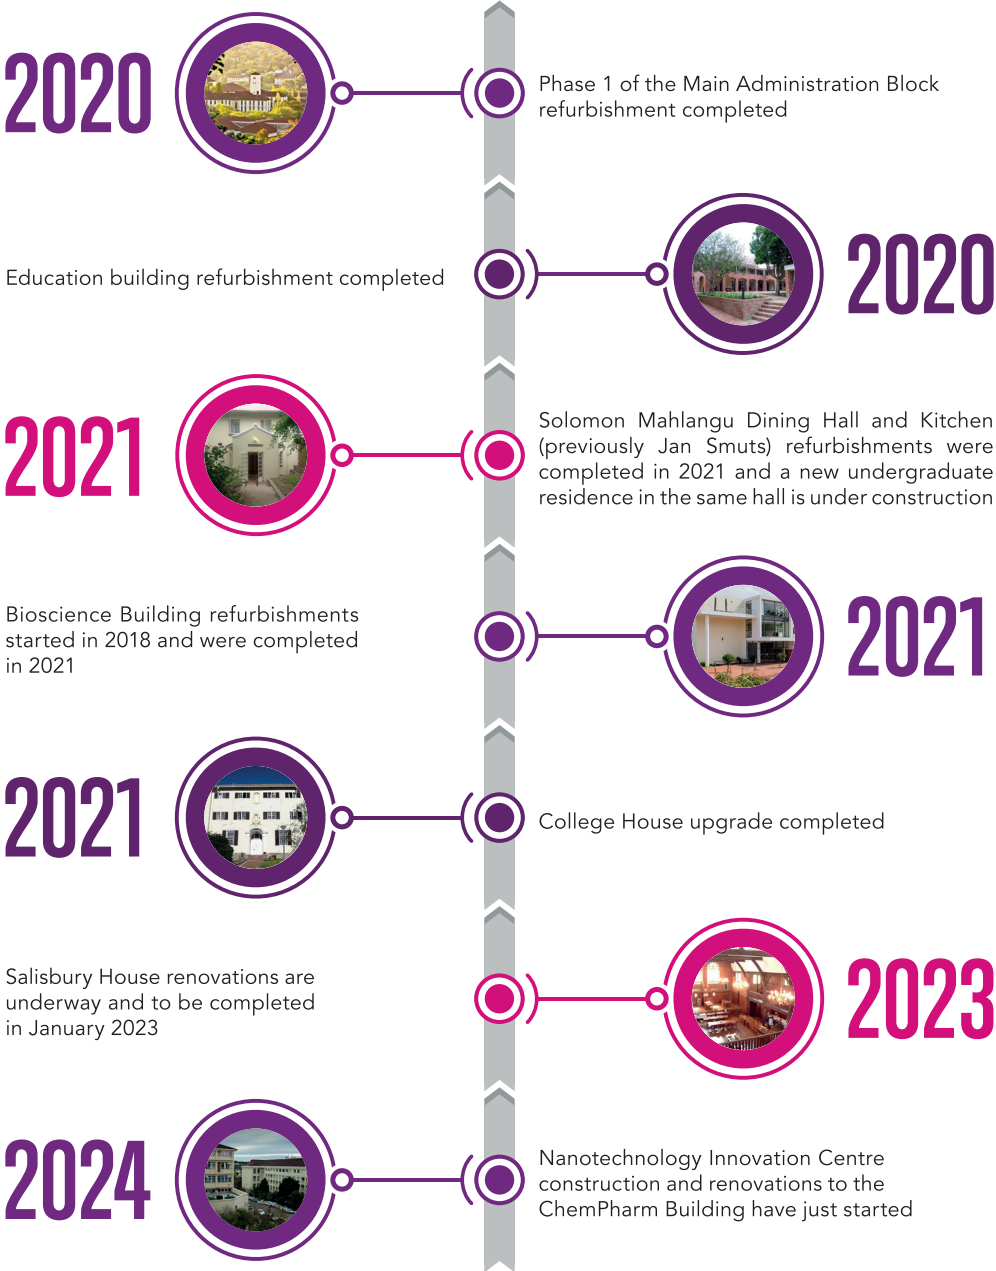 2020
Phase 1 of the Main Administration Block
refurbishment completed
Education building refurbishment completed
2020
2021
Solomon Mahlangu Dining Hall and Kitchen
(previously Jan Smuts) refurbishments were
completed in 2021 and a new undergraduate
residence in the same hall is under construction
Bioscience Building refurbishments
started in 2018 and were completed
in 2021
2021
2021
College House upgrade completed
Salisbury House renovations are
underway and to be completed
in January 2023
2023
2024
Nanotechnology Innovation Centre
construction and renovations to the
ChemPharm Building have just started